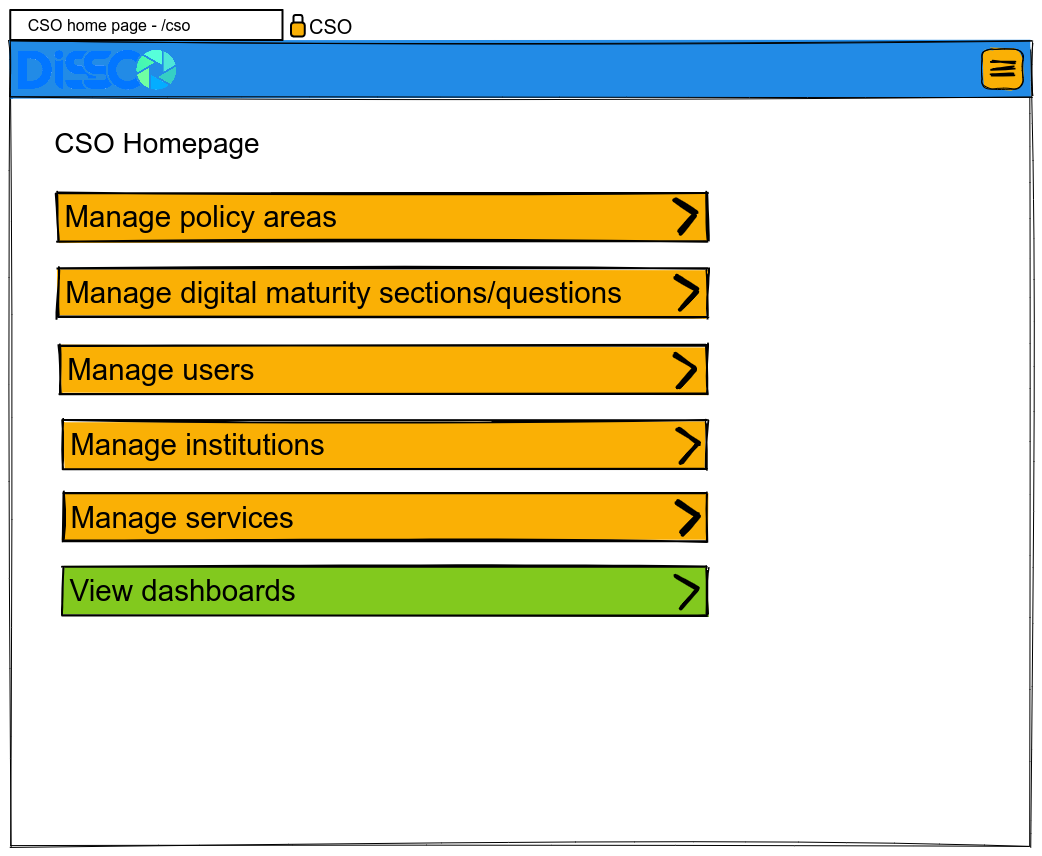 CSO home page - /cso
CSO
DiSSCo
CSO Homepage
Manage policy areas
Manage digital maturity sections/questions
Manage users
Manage institutions
Manage services
View dashboards